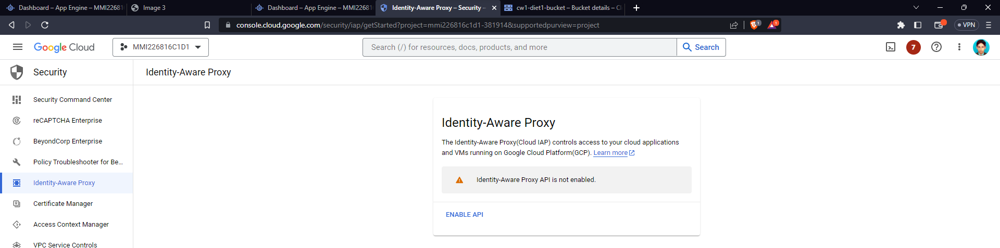 Dashboard – App Engine – MMI22681
Image 3
Dashboard – App Engine – MMI22681
Identity-Aware Proxy – Security –
cw1-diet1-bucket – Bucket details – Cl
console.cloud.google.com/security/iap/getStarted?project=mmi226816c1d1-381914&supportedpurview=project
1
1
VPN
Google Cloud
MMI226816C1D1
Search (/) for resources, docs, products, and more
Search
7
Security
Identity-Aware Proxy
Security Command Center
reCAPTCHA Enterprise
BeyondCorp Enterprise
Policy Troubleshooter for Be...
Identity-Aware Proxy
Certificate Manager
Access Context Manager
VPC Service Controls
Identity-Aware Proxy
The Identity-Aware Proxy(Cloud IAP) controls access to your cloud applications
and VMs running on Google Cloud Platform(GCP). Learn more
Identity-Aware Proxy API is not enabled.
ENABLE API